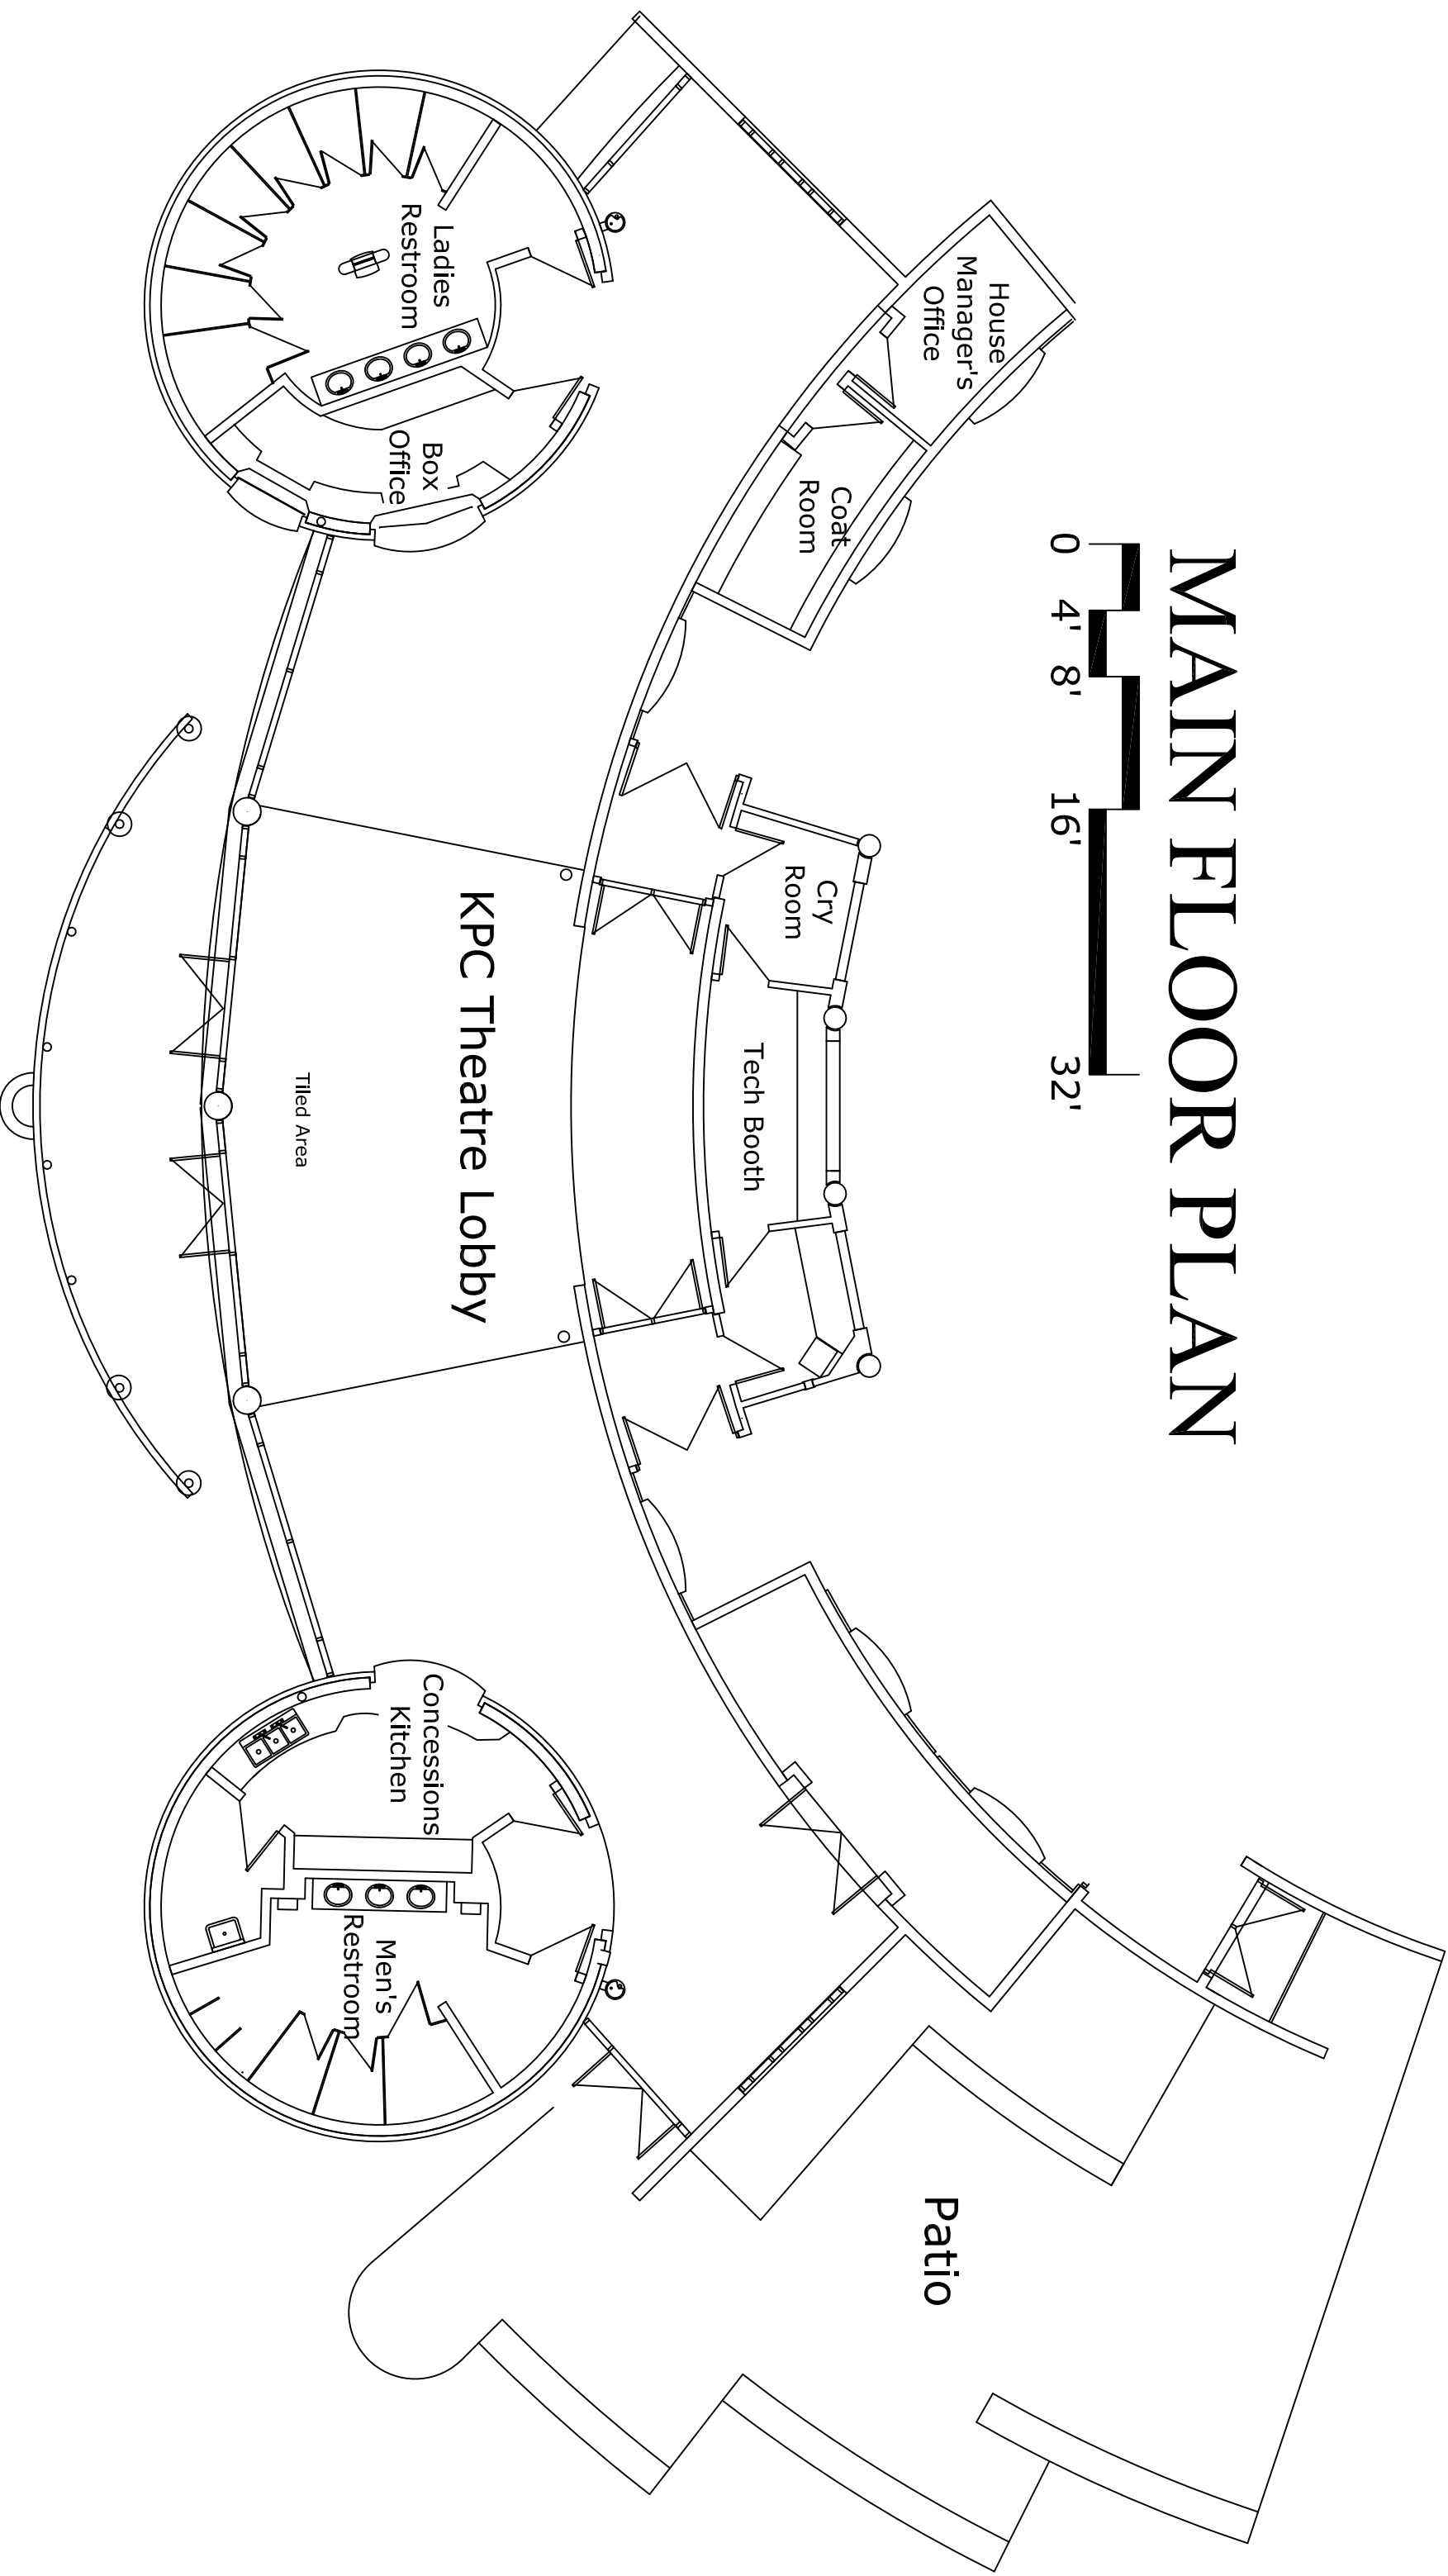 MAIN FLOOR PLAN
0 4' 8' 16' 32'
House
Manager's
Office
Coat
Room
Cry
Room
Tech Booth
Ladies
Restroom
Box
Office
KPC Theatre Lobby
Tiled Area
Concessions
Kitchen
Men's
Restroom
Patio